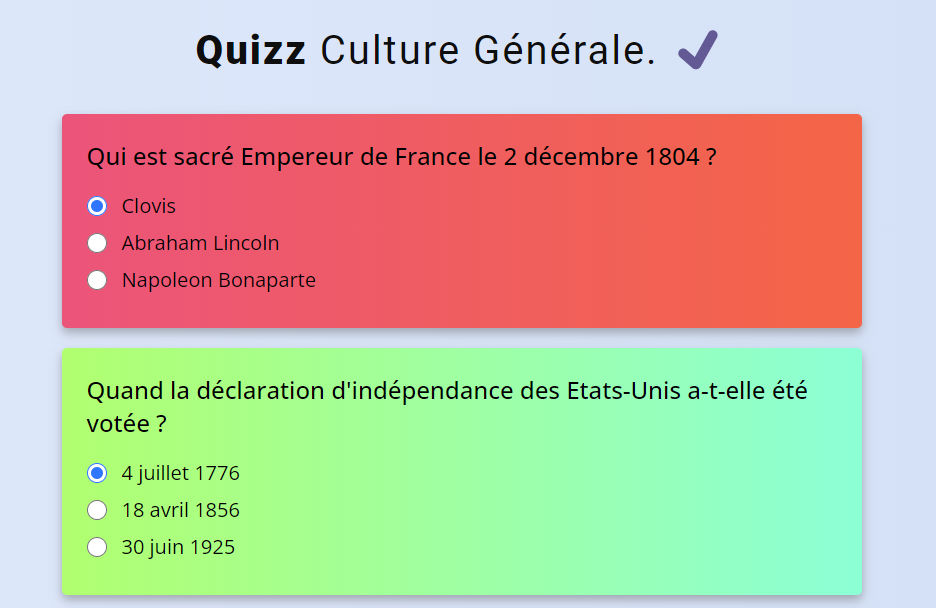 Quizz Culture Générale.
Qui est sacré Empereur de France le 2 décembre 1804 ?
Clovis
Abraham Lincoln
Napoleon Bonaparte
Quand la déclaration d'indépendance des Etats-Unis a-t-elle été
votée ?
4 juillet 1776
18 avril 1856
30 juin 1925